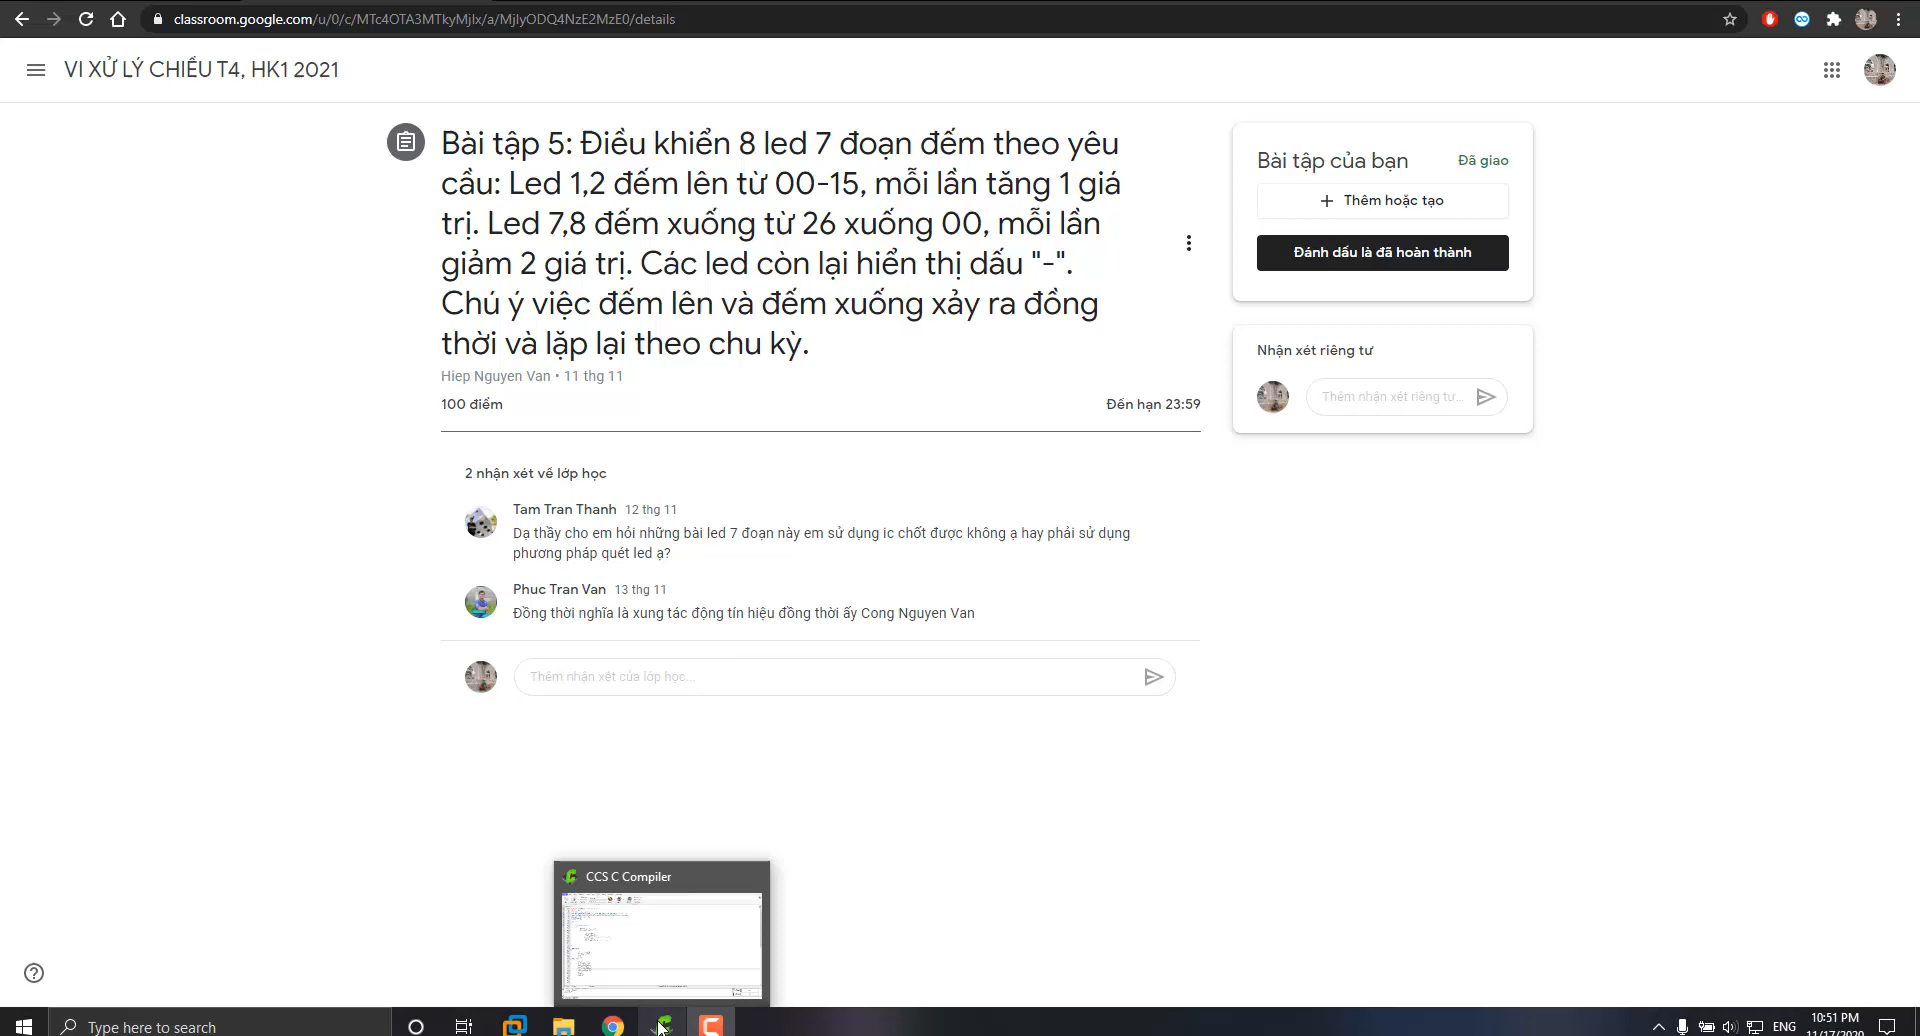 classroom.google.com/u/0/c/MTc4OTA3MTkyMjlx/a/MjIyODQ4NzE2MzE0/details
VI XỬ LÝ CHIỀU T4, HK1 2021
Bài tập 5: Điều khiển 8 led 7 đoạn đếm theo yêu
cầu: Led 1,2 đếm lên từ 00-15, mỗi lần tăng 1 giá
trị. Led 7,8 đếm xuống từ 26 xuống 00, mỗi lần
giảm 2 giá trị. Các led còn lại hiển thị dấu "-".
Chú ý việc đếm lên và đếm xuống xảy ra đồng
thời và lặp lại theo chu kỳ.
Hiep Nguyen Van • 11 thg 11
100 điểm
Đến hạn 23:59
Bài tập của bạn
Đã giao
Thêm hoặc tạo
Đánh dấu là đã hoàn thành
Nhận xét riêng tư
Thêm nhận xét riêng tư...
2 nhận xét về lớp học
Tam Tran Thanh 12 thg 11
Dạ thầy cho em hỏi những bài led 7 đoạn này em sử dụng ic chốt được không ạ hay phải sử dụng
phương pháp quét led ạ?
Phuc Tran Van 13 thg 11
Đồng thời nghĩa là xung tác động tín hiệu đồng thời ấy Cong Nguyen Van
Thêm nhận xét của lớp học...
CCS C Compiler
Type here to search
ENG
10:51 PM
11/17/2020